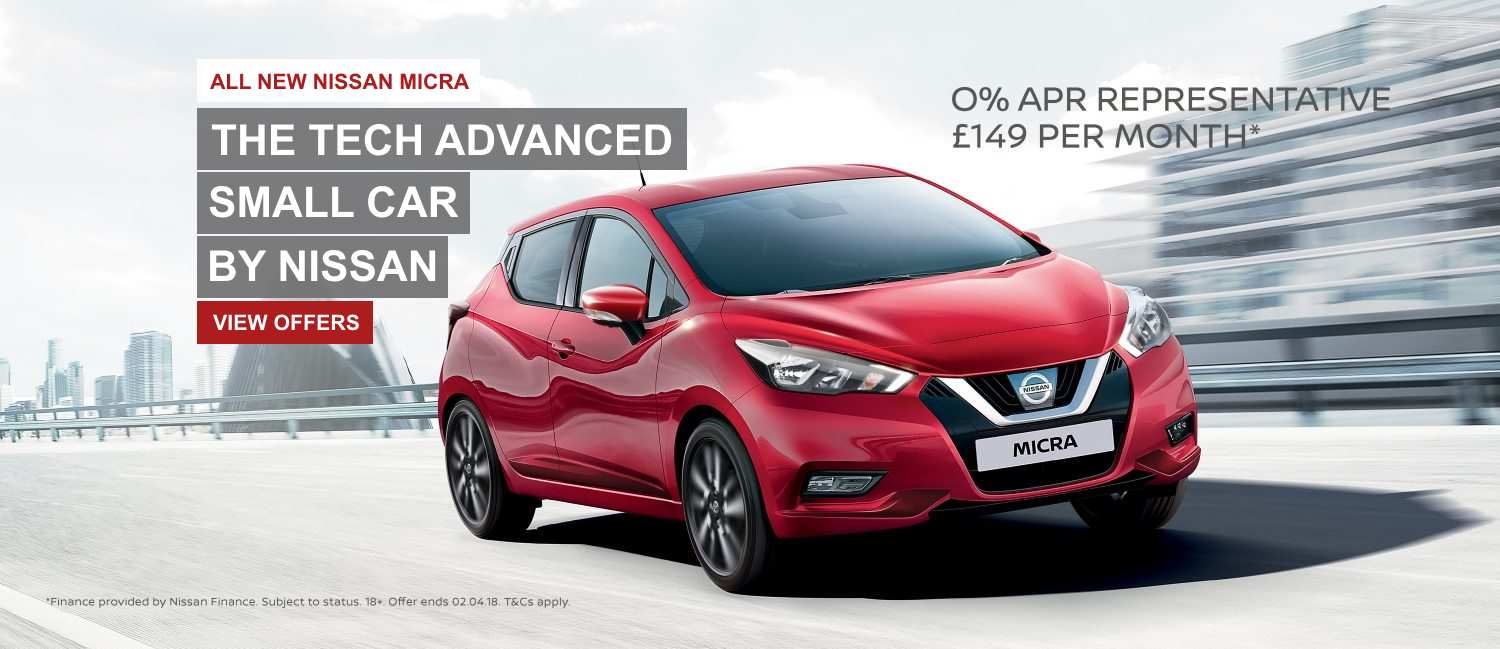 ALL NEW NISSAN MICRA
THE TECH ADVANCED
SMALL CAR
BY NISSAN
VIEW OFFERS
O% APR REPRESENTATIVE
£149 PER MONTH*
NISSAN
MICRA
*Finance provided by Nissan Finance. Subject to status. 18+. Offer ends 02.04.18. T&Cs apply.